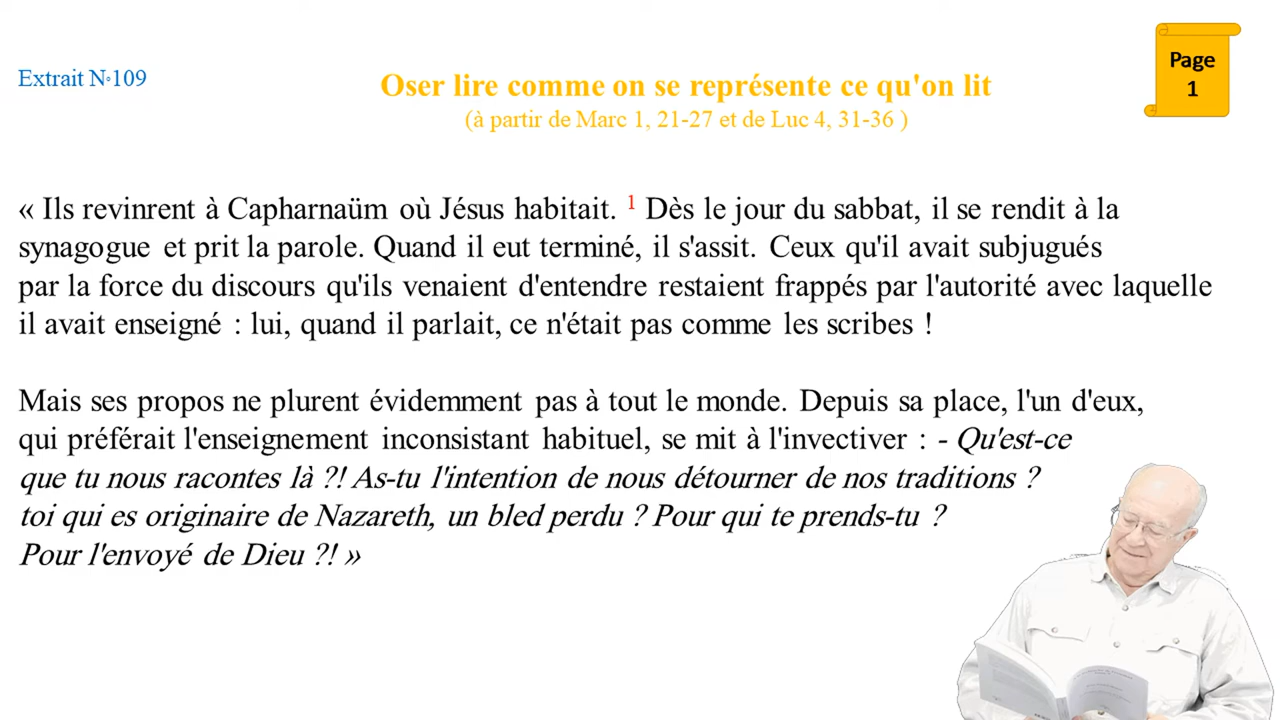 Extrait N°109
Oser lire comme on se représente ce qu'on lit
(à partir de Marc 1, 21-27 et de Luc 4, 31-36 )
Page
1
« Ils revinrent à Capharnaüm où Jésus habitait. 1 Dès le jour du sabbat, il se rendit à la
synagogue et prit la parole. Quand il eut terminé, il s'assit. Ceux qu'il avait subjugués
par la force du discours qu'ils venaient d'entendre restaient frappés par l'autorité avec laquelle
il avait enseigné : lui, quand il parlait, ce n'était pas comme les scribes !
Mais ses propos ne plurent évidemment pas à tout le monde. Depuis sa place, l'un d'eux,
qui préférait l'enseignement inconsistant habituel, se mit à l'invectiver : - Qu'est-ce
que tu nous racontes là ?! As-tu l'intention de nous détourner de nos traditions ?
toi qui es originaire de Nazareth, un bled perdu ? Pour qui te prends-tu ?
Pour l'envoyé de Dieu ?! »